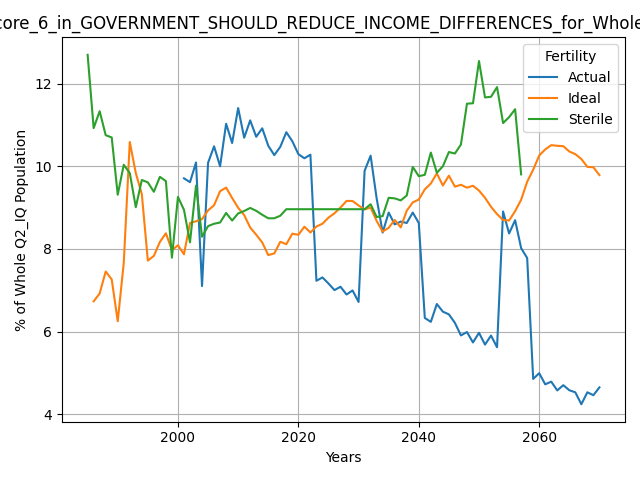 core_6_in_GOVERNMENT_SHOULD_REDUCE_INCOME_DIFFERENCES_for_Whole
Fertility
Actual
Ideal
Sterile
% of Whole Q2_IQ Population
12
10
8
6
4
2000 2020 2040 2060
Years